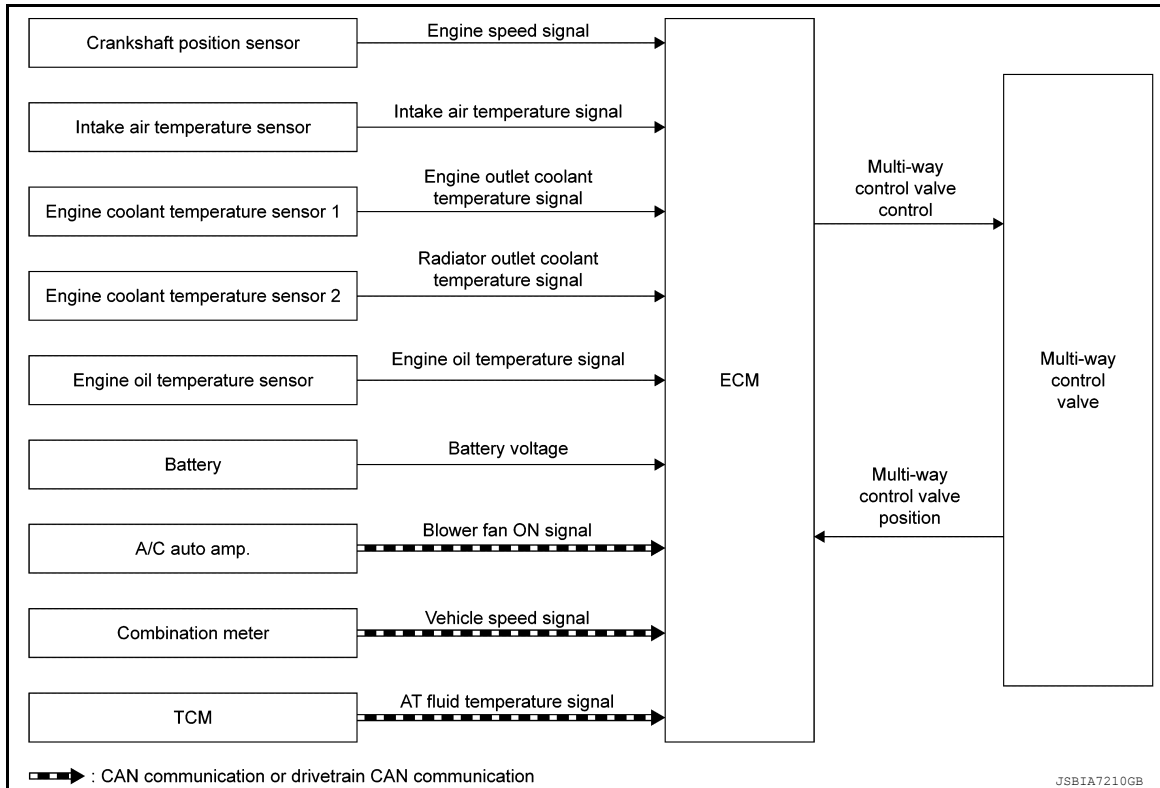 Crankshaft position sensor
Engine speed signal
Intake air temperature sensor
Intake air temperature signal
Engine coolant temperature sensor 1
Engine outlet coolant
temperature signal
Engine coolant temperature sensor 2
Radiator outlet coolant
temperature signal
Engine oil temperature sensor
Engine oil temperature signal
Battery
Battery voltage
A/C auto amp.
Blower fan ON signal
Combination meter
Vehicle speed signal
TCM
AT fluid temperature signal
ECM
Multi-way
control valve
control
Multi-way
control valve
position
Multi-way
control
valve
: CAN communication or drivetrain CAN communication
JSBIA7210GB